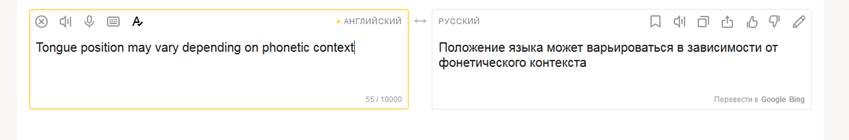 АНГЛИЙСКИЙ
Tongue position may vary depending on phonetic context
55 / 10000
РУССКИЙ
Положение языка может варьироваться в зависимости от
фонетического контекста
Перевести в Google Bing